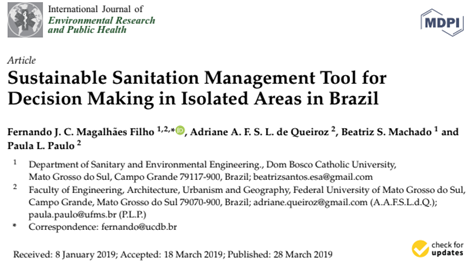 International Journal of
Environmental Research
and Public Health
MDPI
Article
Sustainable Sanitation Management Tool for
Decision Making in Isolated Areas in Brazil
Fernando J. C. Magalhães Filho 1,2,* iD, Adriane A. F. S. L. de Queiroz 2, Beatriz S. Machado 1 and
Paula L. Paulo 2
1 Department of Sanitary and Environmental Engineering., Dom Bosco Catholic University,
Mato Grosso do Sul, Campo Grande 79117-900, Brazil; beatrizsantos.esa@gmail.com
2 Faculty of Engineering, Architecture, Urbanism and Geography, Federal University of Mato Grosso do Sul,
Campo Grande, Mato Grosso do Sul 79070-900, Brazil; adriane.queiroz@gmail.com (A.A.F.S.L.d.Q.);
paula.paulo@ufms.br (P.L.P.)
* Correspondence: fernando@ucdb.br
Received: 8 January 2019; Accepted: 18 March 2019; Published: 28 March 2019
check for
updates